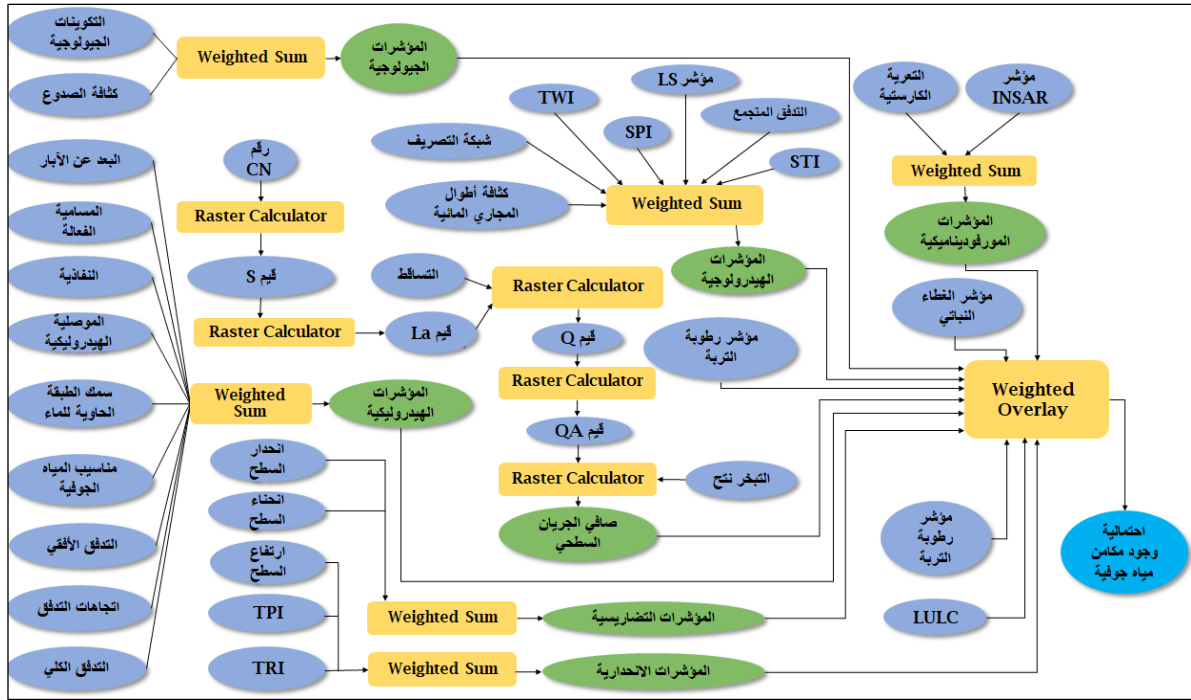 التكوينات
الجيولوجية
كثافة الصدوع
Weighted Sum
المؤشرات
الجيولوجية
البعد عن الآبار
المسامية
الفعالة
النفاذية
الموصلية
الهيدروليكية
سمك الطبقة
الحاوية للماء
مناسيب المياه
الجوفية
التدفق الأفقي
اتجاهات التدفق
التدفق الكلي
Weighted
Sum
المؤشرات
الهيدروليكية
رقم
CN
Raster Calculator
قيم S
Raster Calculator
قيم La
التساقط
Raster Calculator
قيم Q
Raster Calculator
قيم QA
Raster Calculator
التبخر نتح
صافي الجريان
السطحي
مؤشر LS
TWI
SPI
التدفق المتجمع
شبكة التصريف
STI
كثافة أطوال
المجاري المائية
Weighted Sum
المؤشرات
الهيدرولوجية
مؤشر رطوبة
التربة
التعرية
الكارستية
مؤشر
INSAR
Weighted Sum
المؤشرات
المورفوديناميكية
مؤشر الغطاء
النباتي
Weighted
Overlay
انحدار
السطح
انحناء
السطح
ارتفاع
السطح
TPI
TRI
Weighted Sum
المؤشرات التضاريسية
Weighted Sum
المؤشرات الانحدارية
مؤشر
رطوبة
التربة
LULC
احتمالية
وجود مكامن
مياه جوفية